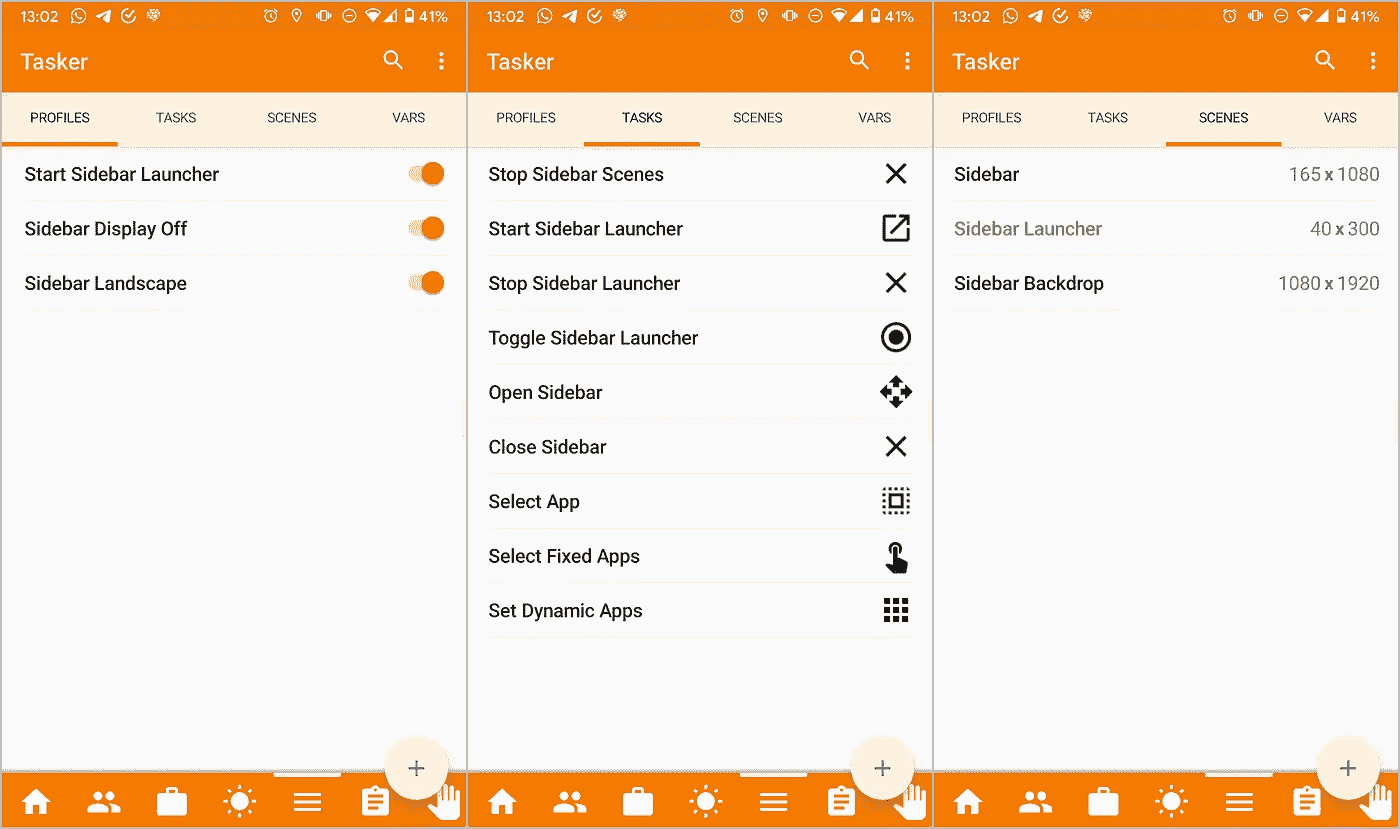 13:02 41%
Tasker
PROFILES TASKS SCENES VARS
Start Sidebar Launcher
Sidebar Display Off
Sidebar Landscape
13:02 41%
Tasker
PROFILES TASKS SCENES VARS
Stop Sidebar Scenes
Start Sidebar Launcher
Stop Sidebar Launcher
Toggle Sidebar Launcher
Open Sidebar
Close Sidebar
Select App
Select Fixed Apps
Set Dynamic Apps
13:02 41%
Tasker
PROFILES TASKS SCENES VARS
Sidebar 165 x 1080
Sidebar Launcher 40 x 300
Sidebar Backdrop 1080 x 1920